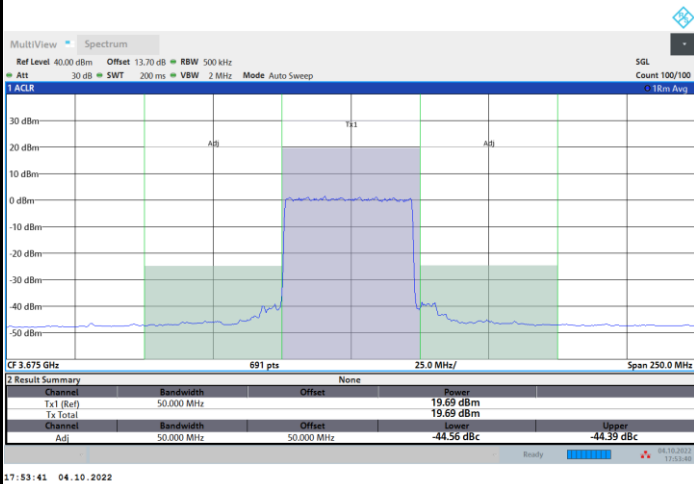 MultiView Spectrum
Ref Level 40.00 dBm Offset 13.70 dB RBW 500 kHz SGL
Att 30 dB SWT 200 ms VBW 2 MHz Mode Auto Sweep Count 100/100
1 ACLR 1Rm Avg
Tx1
30 dBm
Adj Adj
20 dBm
10 dBm
0 dBm
-10 dBm
-20 dBm
-30 dBm
-40 dBm
-50 dBm
CF 3.675 GHz 691 pts 25.0 MHz/ Span 250.0 MHz
2 Result Summary None
Channel Bandwidth Offset Power
Tx1 (Ref) 50.000 MHz 19.69 dBm
Tx Total 19.69 dBm
Channel Bandwidth Offset Lower Upper
Adj 50.000 MHz 50.000 MHz -44.56 dBc -44.39 dBc
Ready 04.10.2022
17:53:40
17:53:41 04.10.2022